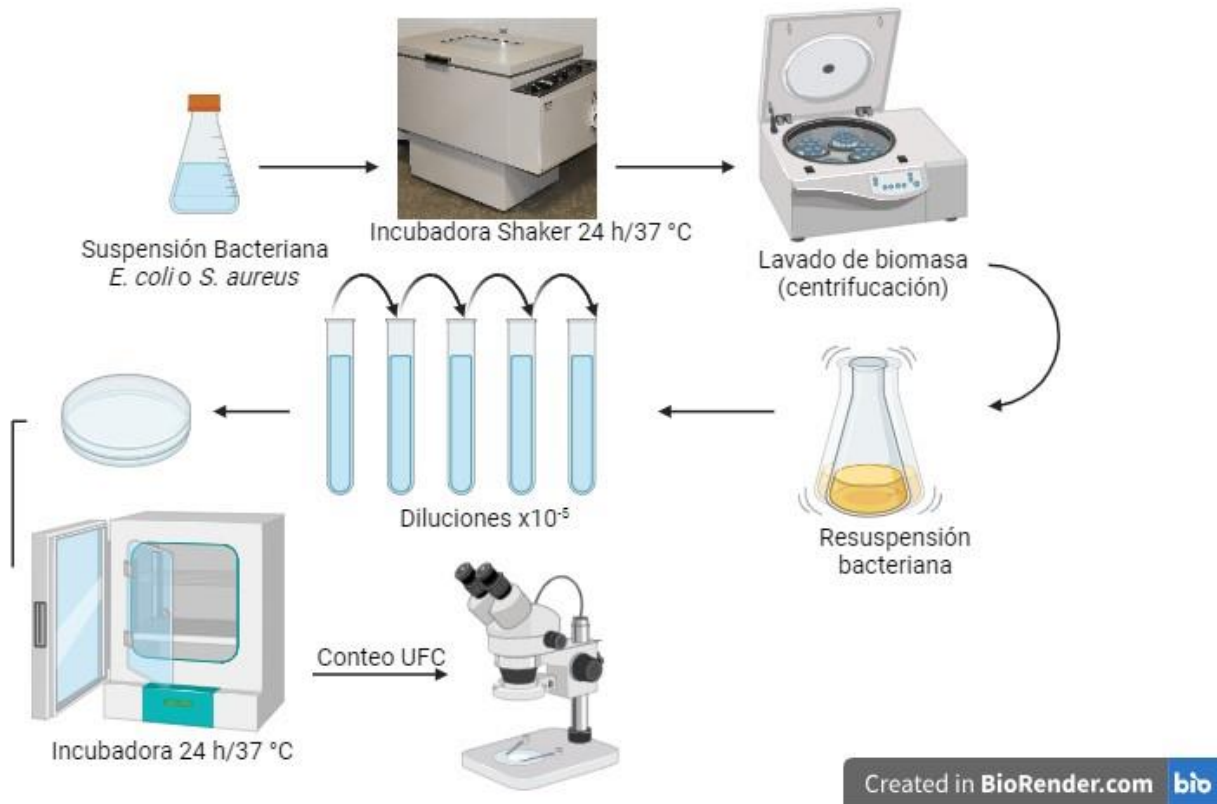 Suspensión Bacteriana
E. coli o S. aureus
Incubadora Shaker 24 h/37 °C
Lavado de biomasa
(centrifucación)
Resuspensión
bacteriana
Diluciones x10⁻⁵
Incubadora 24 h/37 °C
Conteo UFC
Created in BioRender.com bio